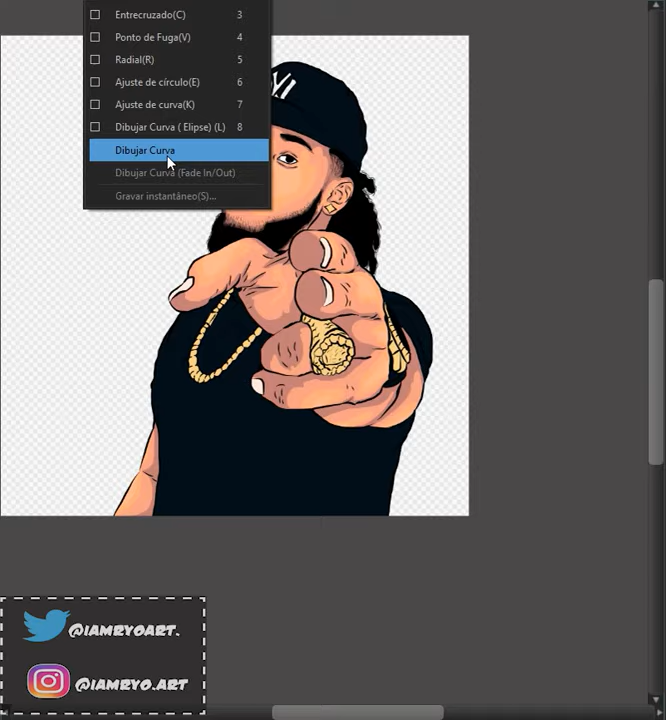 Entrecruzado(C) 3
Ponto de Fuga(V) 4
Radial(R) 5
Ajuste de círculo(E) 6
Ajuste de curva(K) 7
Dibujar Curva ( Elipse) (L) 8
Dibujar Curva
Dibujar Curva (Fade In/Out)
Gravar instantâneo(S)...
@IAMRYOART.
@IAMRYO.ART